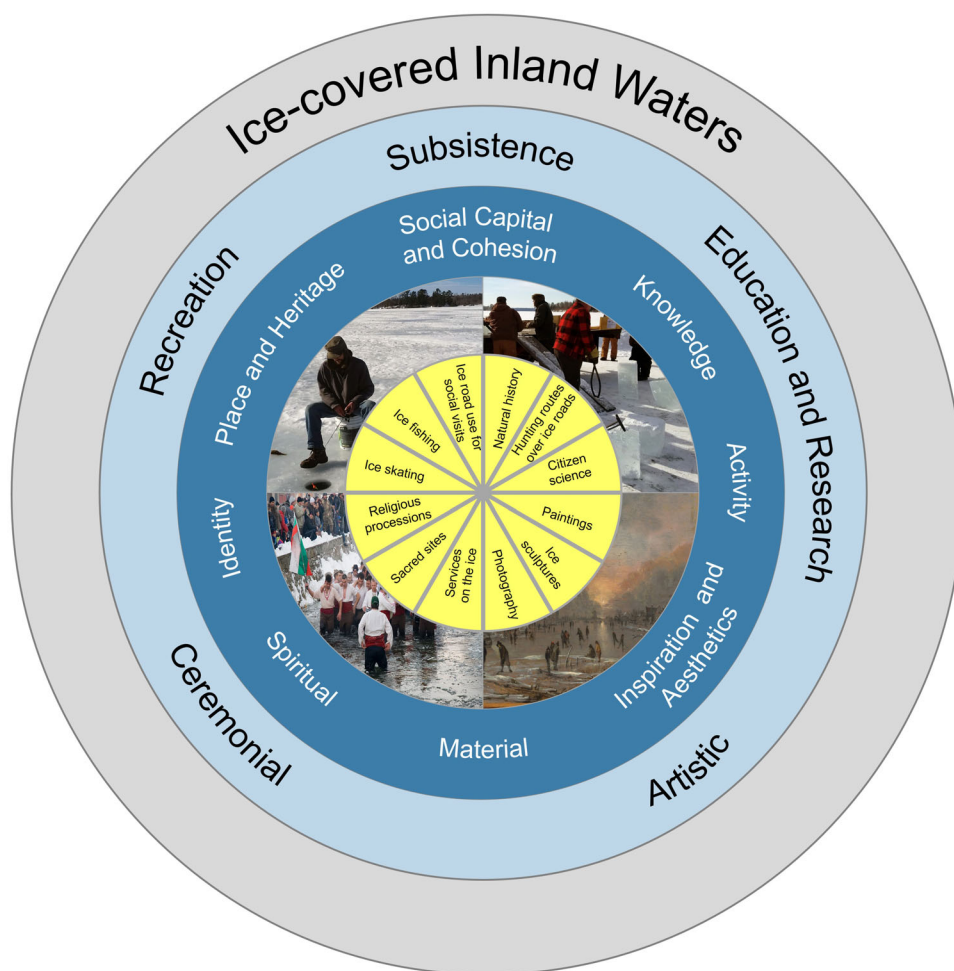 Ice-covered Inland Waters
Subsistence
Recreation
Education and Research
Ceremonial
Artistic
Social Capital
and Cohesion
Place and Heritage
Knowledge
Identity
Activity
Spiritual
Inspiration and
Aesthetics
Material
Ice road use for
social visits
Natural history
Hunting routes
over ice roads
Ice fishing
Citizen
science
Ice skating
Paintings
Religious
processions
Ice
sculptures
Sacred sites
Photography
Services
on the ice